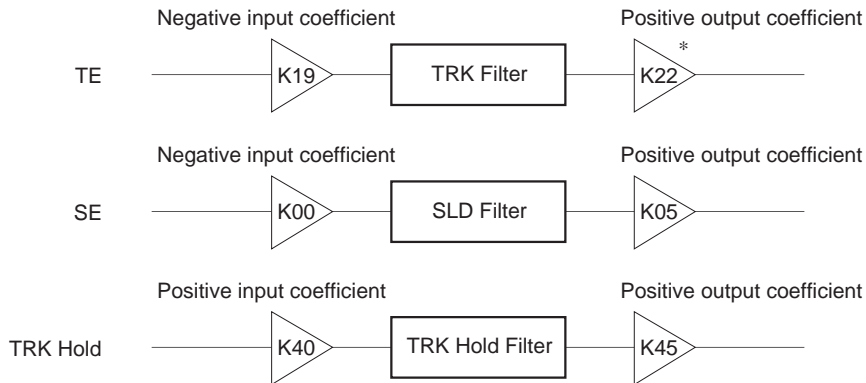 Negative input coefficient Positive output coefficient
TE K19 TRK Filter K22 *
Negative input coefficient Positive output coefficient
SE K00 SLD Filter K05
Positive input coefficient Positive output coefficient
TRK Hold K40 TRK Hold Filter K45